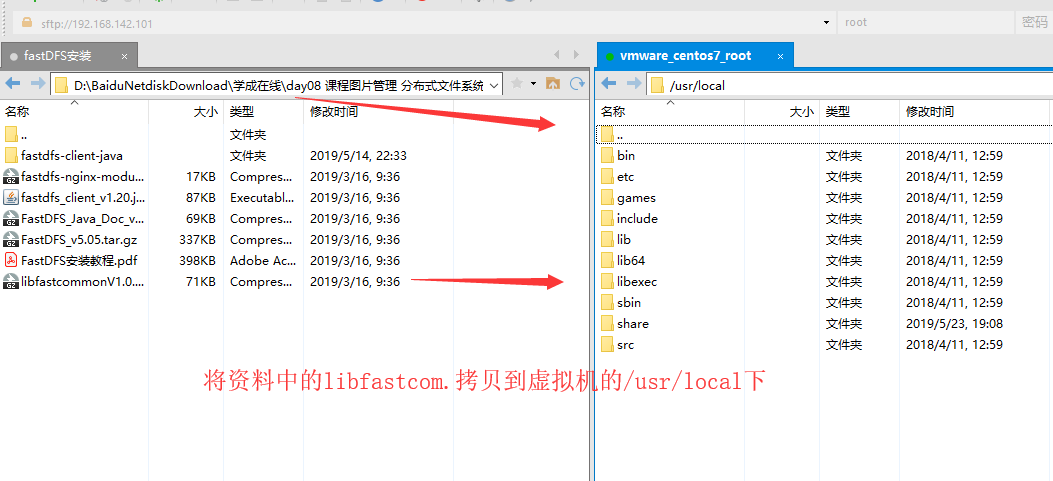 sftp://192.168.142.101
root
密码
fastDFS安装 ×
vmware_centos7_root ×
D:\BaiduNetdiskDownload\学成在线\day08 课程图片管理 分布式文件系统
/usr/local
名称 大小 类型 修改时间
.. 文件夹
fastdfs-client-java 文件夹 2019/5/14, 22:33
fastdfs-nginx-modu... 17KB Compres... 2019/3/16, 9:36
fastdfs_client_v1.20.j... 87KB Executabl... 2019/3/16, 9:36
FastDFS_Java_Doc_v... 69KB Compres... 2019/3/16, 9:36
FastDFS_v5.05.tar.gz 337KB Compres... 2019/3/16, 9:36
FastDFS安装教程.pdf 398KB Adobe Ac... 2019/3/16, 9:36
libfastcommonV1.0.... 71KB Compres... 2019/3/16, 9:36
名称 大小 类型 修改时间
..
bin 文件夹 2018/4/11, 12:59
etc 文件夹 2018/4/11, 12:59
games 文件夹 2018/4/11, 12:59
include 文件夹 2018/4/11, 12:59
lib 文件夹 2018/4/11, 12:59
lib64 文件夹 2018/4/11, 12:59
libexec 文件夹 2018/4/11, 12:59
sbin 文件夹 2018/4/11, 12:59
share 文件夹 2019/5/23, 19:08
src 文件夹 2018/4/11, 12:59
将资料中的libfastcom.拷贝到虚拟机的/usr/local下